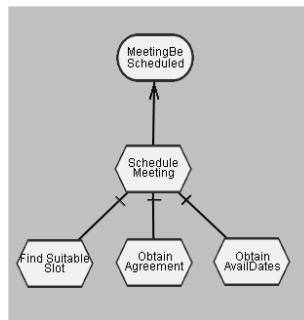 MeetingBe
Scheduled
Schedule
Meeting
Find Suitable
Slot
Obtain
Agreement
Obtain
AvailDates